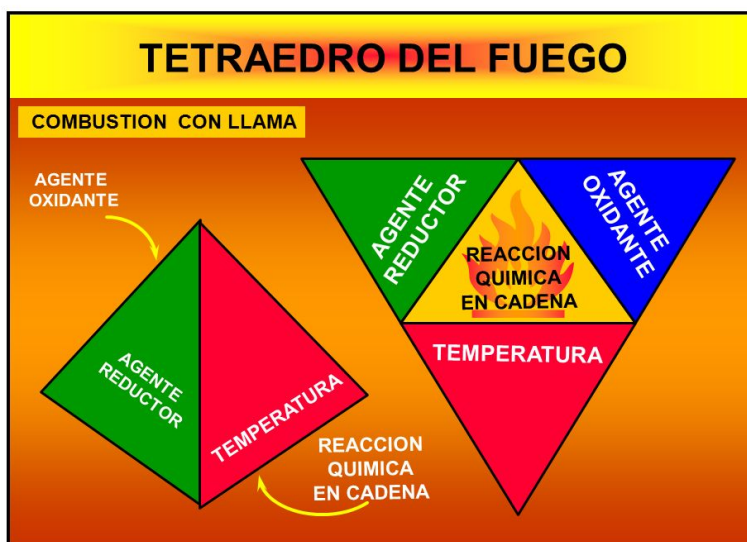 TETRAEDRO DEL FUEGO
COMBUSTION CON LLAMA
AGENTE
OXIDANTE
AGENTE
REDUCTOR
TEMPERATURA
REACCION
QUIMICA
EN CADENA
AGENTE
REDUCTOR
AGENTE
OXIDANTE
REACCION
QUIMICA
EN CADENA
TEMPERATURA